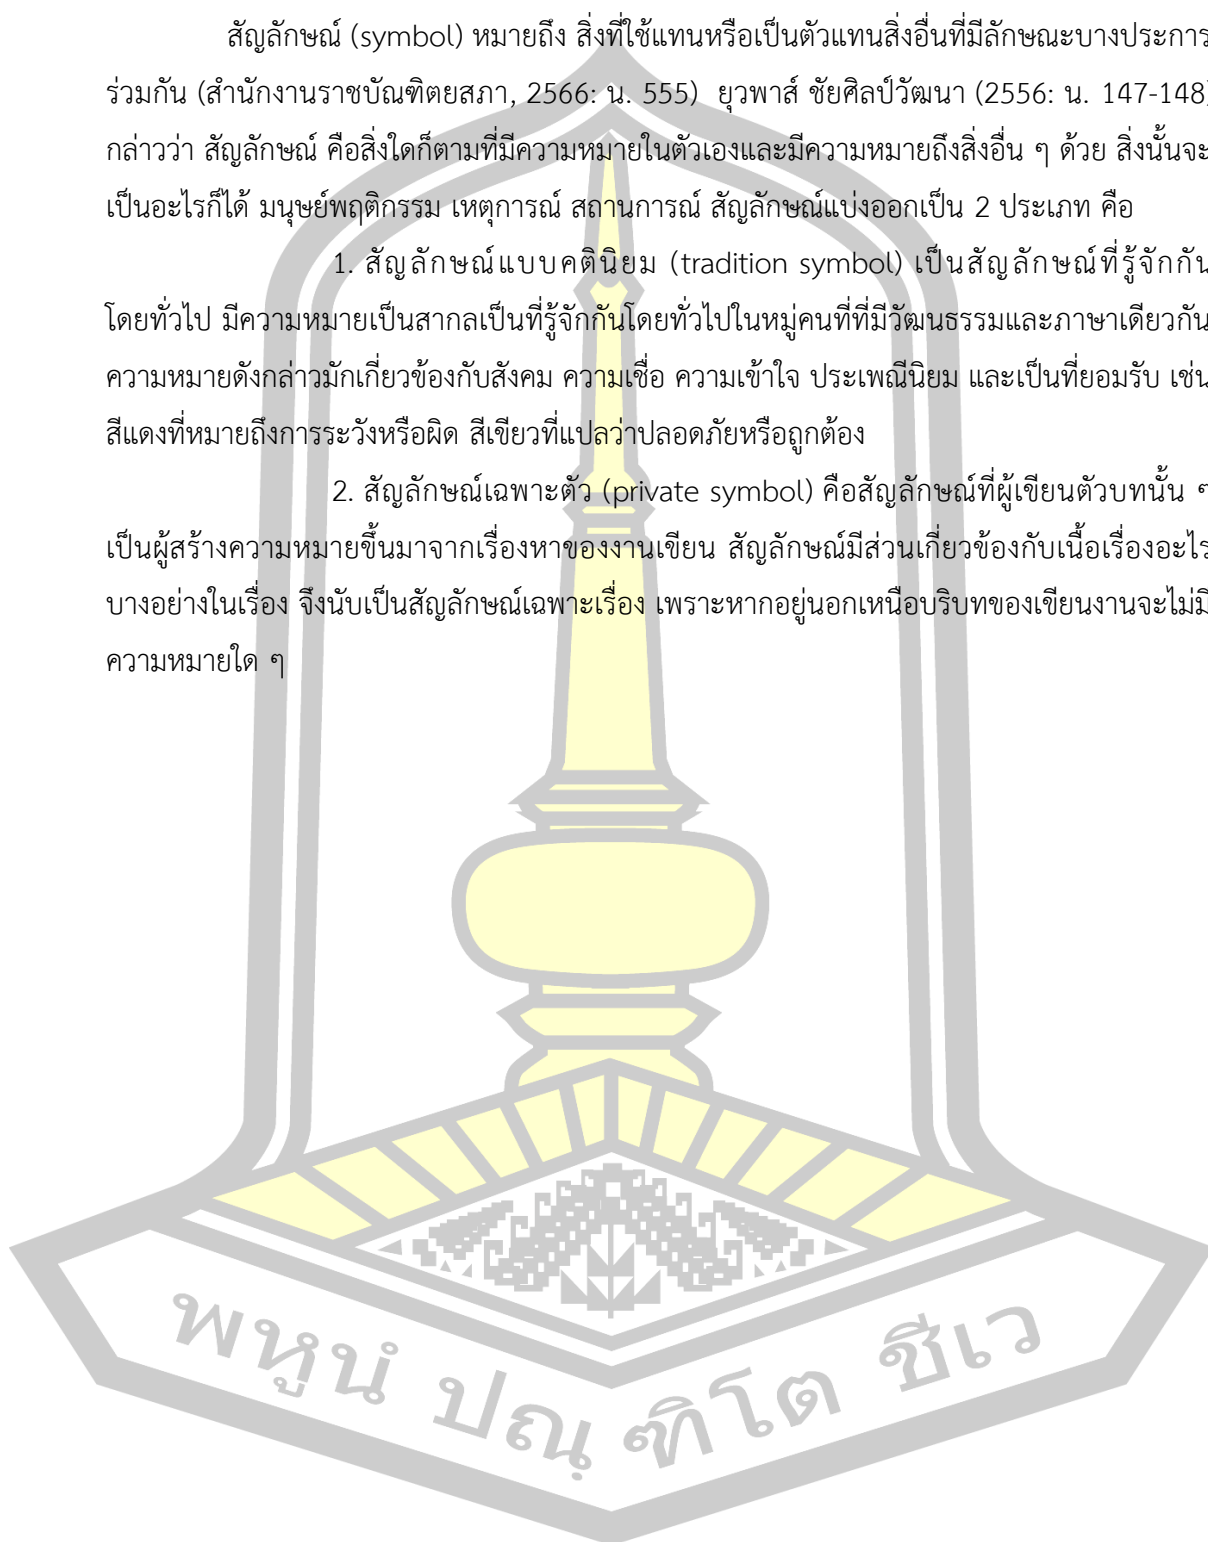 สัญลักษณ์ (symbol) หมายถึง สิ่งที่ใช้แทนหรือเป็นตัวแทนสิ่งอื่นที่มีลักษณะบางประการ
ร่วมกัน (สำนักงานราชบัณฑิตยสภา, 2566: น. 555) ยุวพาส์ ชัยศิลป์วัฒนา (2556: น. 147-148)
กล่าวว่า สัญลักษณ์ คือสิ่งใดก็ตามที่มีความหมายในตัวเองและมีความหมายถึงสิ่งอื่น ๆ ด้วย สิ่งนั้นจะ
เป็นอะไรก็ได้ มนุษย์พฤติกรรม เหตุการณ์ สถานการณ์ สัญลักษณ์แบ่งออกเป็น 2 ประเภท คือ
1. สัญลักษณ์แบบคตินิยม (tradition symbol) เป็นสัญลักษณ์ที่รู้จักกัน
โดยทั่วไป มีความหมายเป็นสากลเป็นที่รู้จักกันโดยทั่วไปในหมู่คนที่ที่มีวัฒนธรรมและภาษาเดียวกัน
ความหมายดังกล่าวมักเกี่ยวข้องกับสังคม ความเชื่อ ความเข้าใจ ประเพณีนิยม และเป็นที่ยอมรับ เช่น
สีแดงที่หมายถึงการระวังหรือผิด สีเขียวที่แปลว่าปลอดภัยหรือถูกต้อง
2. สัญลักษณ์เฉพาะตัว (private symbol) คือสัญลักษณ์ที่ผู้เขียนตัวบทนั้น ๆ
เป็นผู้สร้างความหมายขึ้นมาจากเรื่องหาของงานเขียน สัญลักษณ์มีส่วนเกี่ยวข้องกับเนื้อเรื่องอะไร
บางอย่างในเรื่อง จึงนับเป็นสัญลักษณ์เฉพาะเรื่อง เพราะหากอยู่นอกเหนือบริบทของเขียนงานจะไม่มี
ความหมายใด ๆ
พหูนํ ปณฺฑิโต ชีเว